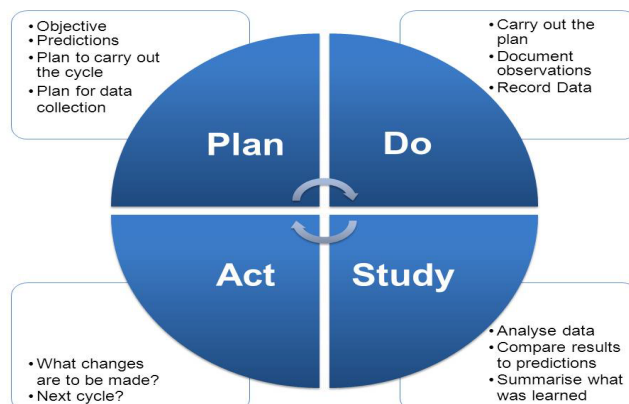 • Objective
• Predictions
• Plan to carry out
the cycle
• Plan for data
collection
• Carry out the
plan
• Document
observations
• Record Data
Plan
Do
Act
Study
• What changes
are to be made?
• Next cycle?
• Analyse data
• Compare results
to predictions
• Summarise what
was learned